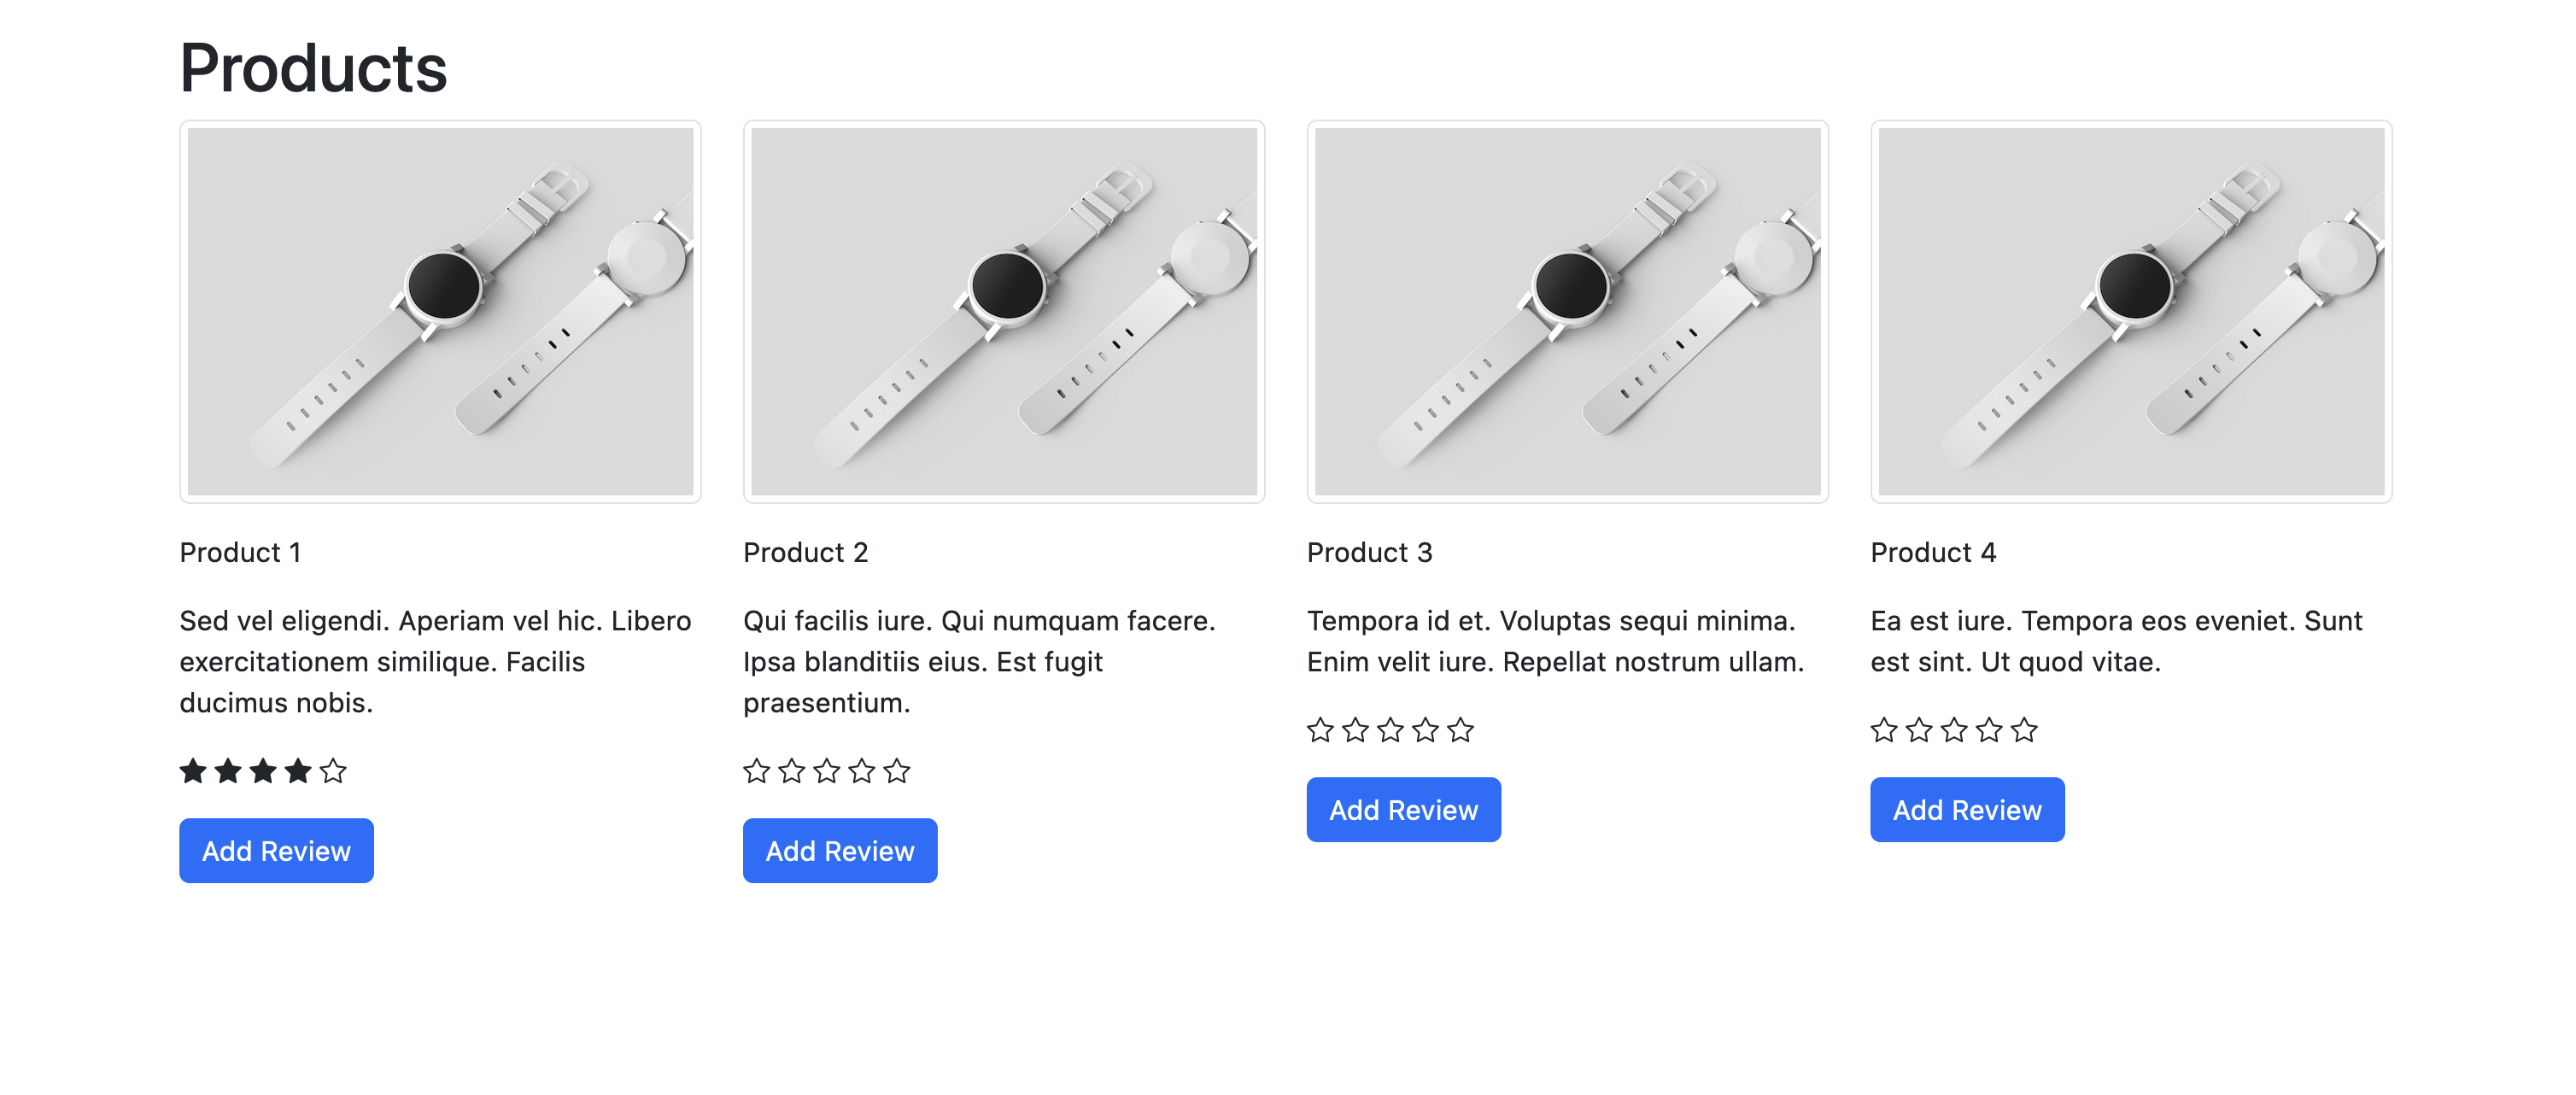 Products
Product 1
Sed vel eligendi. Aperiam vel hic. Libero
exercitationem similique. Facilis
ducimus nobis.
Add Review
Product 2
Qui facilis iure. Qui numquam facere.
Ipsa blanditiis eius. Est fugit
praesentium.
Add Review
Product 3
Tempora id et. Voluptas sequi minima.
Enim velit iure. Repellat nostrum ullam.
Add Review
Product 4
Ea est iure. Tempora eos eveniet. Sunt
est sint. Ut quod vitae.
Add Review